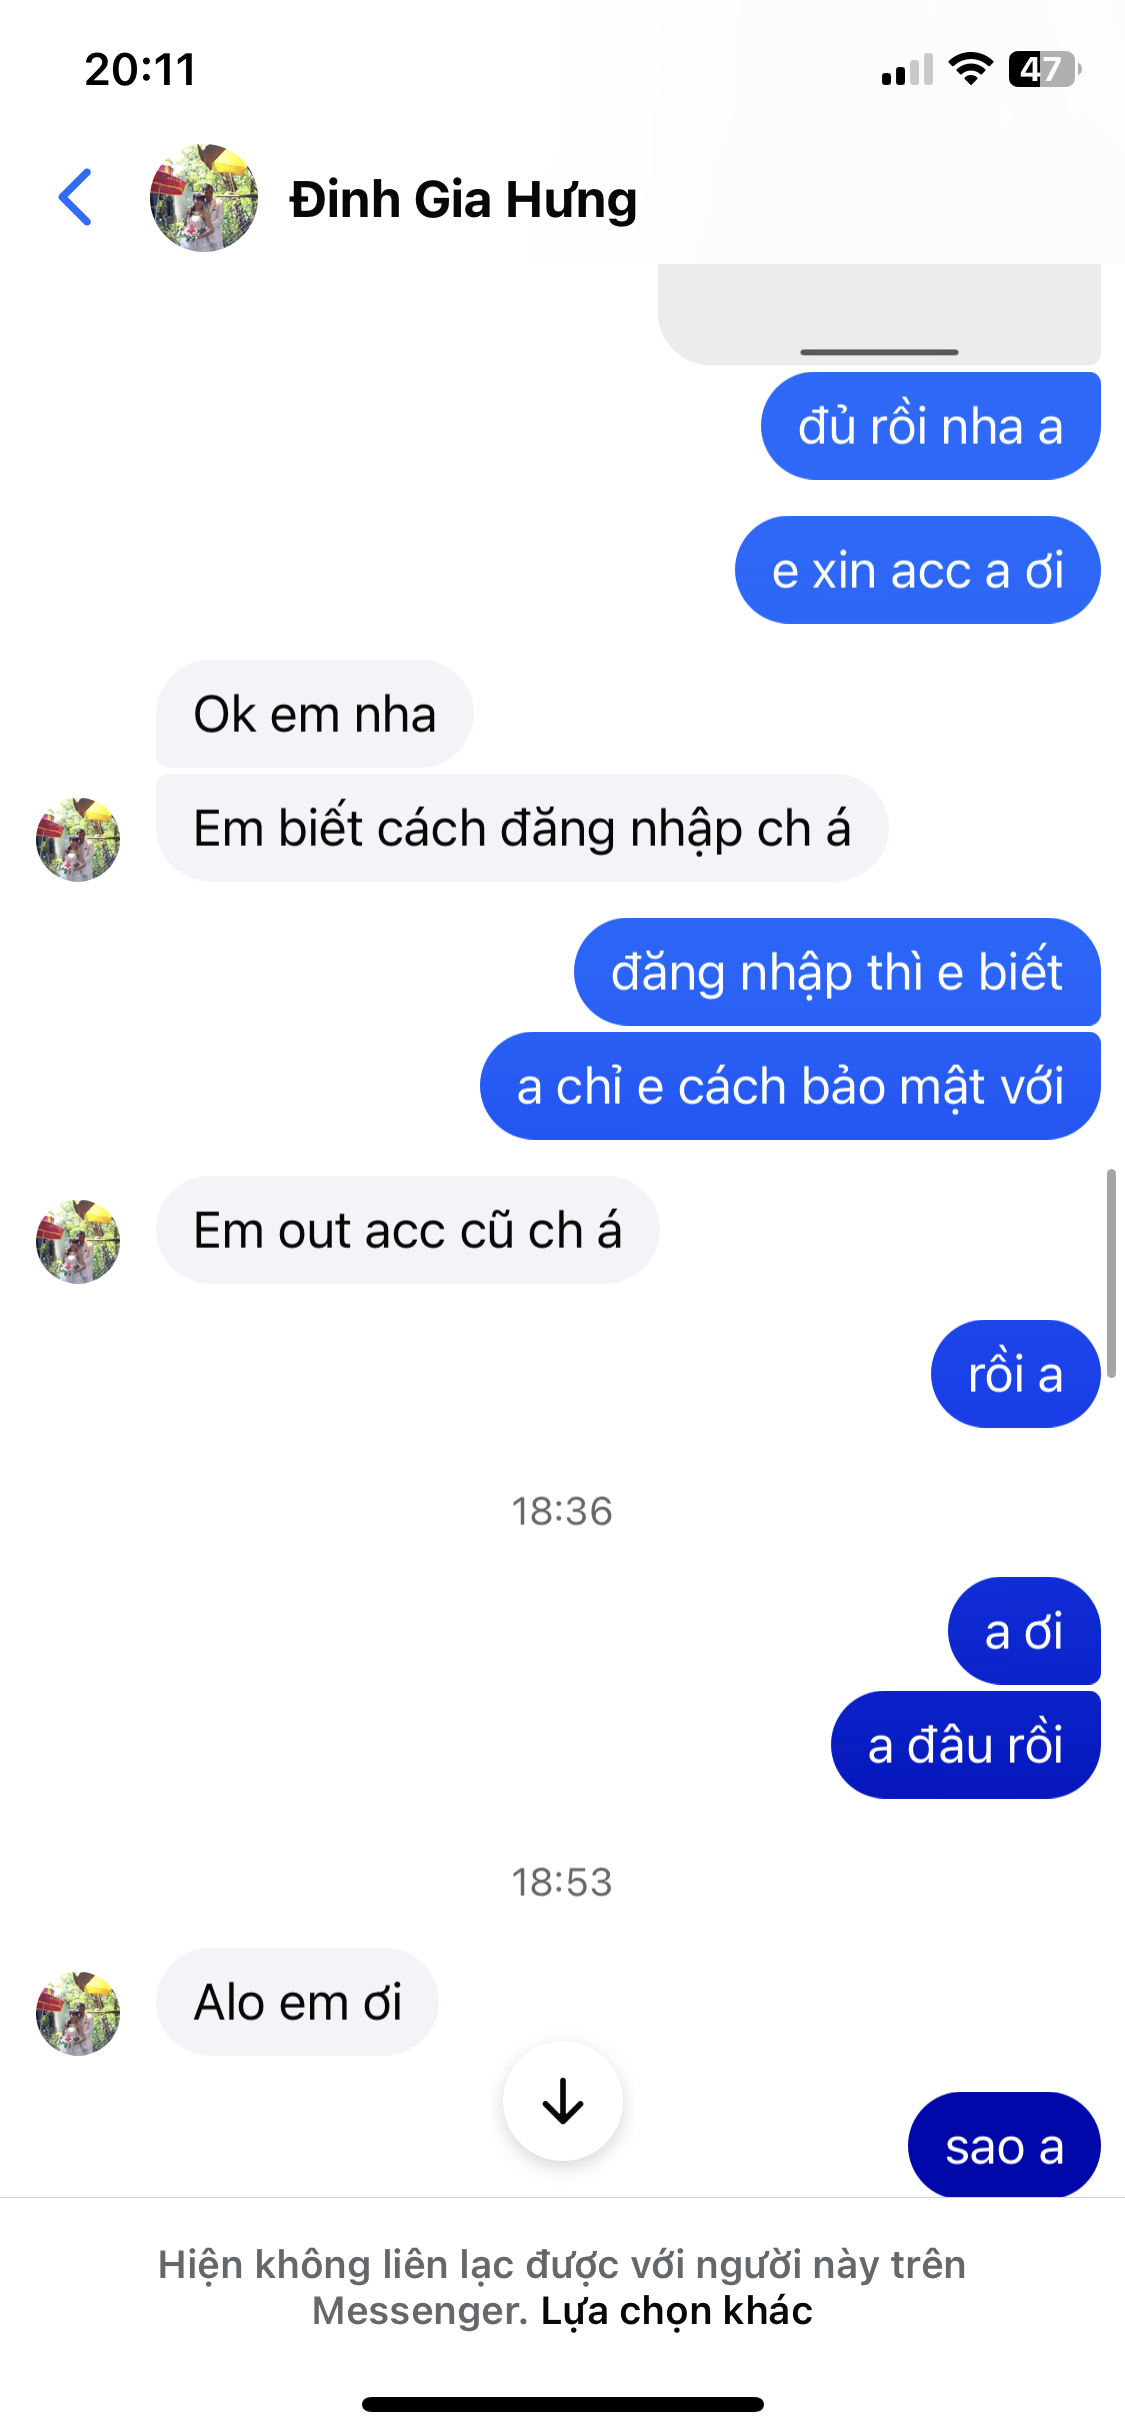 20:11
47
Đinh Gia Hưng
đủ rồi nha a
e xin acc a ơi
Ok em nha
Em biết cách đăng nhập ch á
đăng nhập thì e biết
a chỉ e cách bảo mật với
Em out acc cũ ch á
rồi a
18:36
a ơi
a đâu rồi
18:53
Alo em ơi
sao a
Hiện không liên lạc được với người này trên
Messenger. Lựa chọn khác